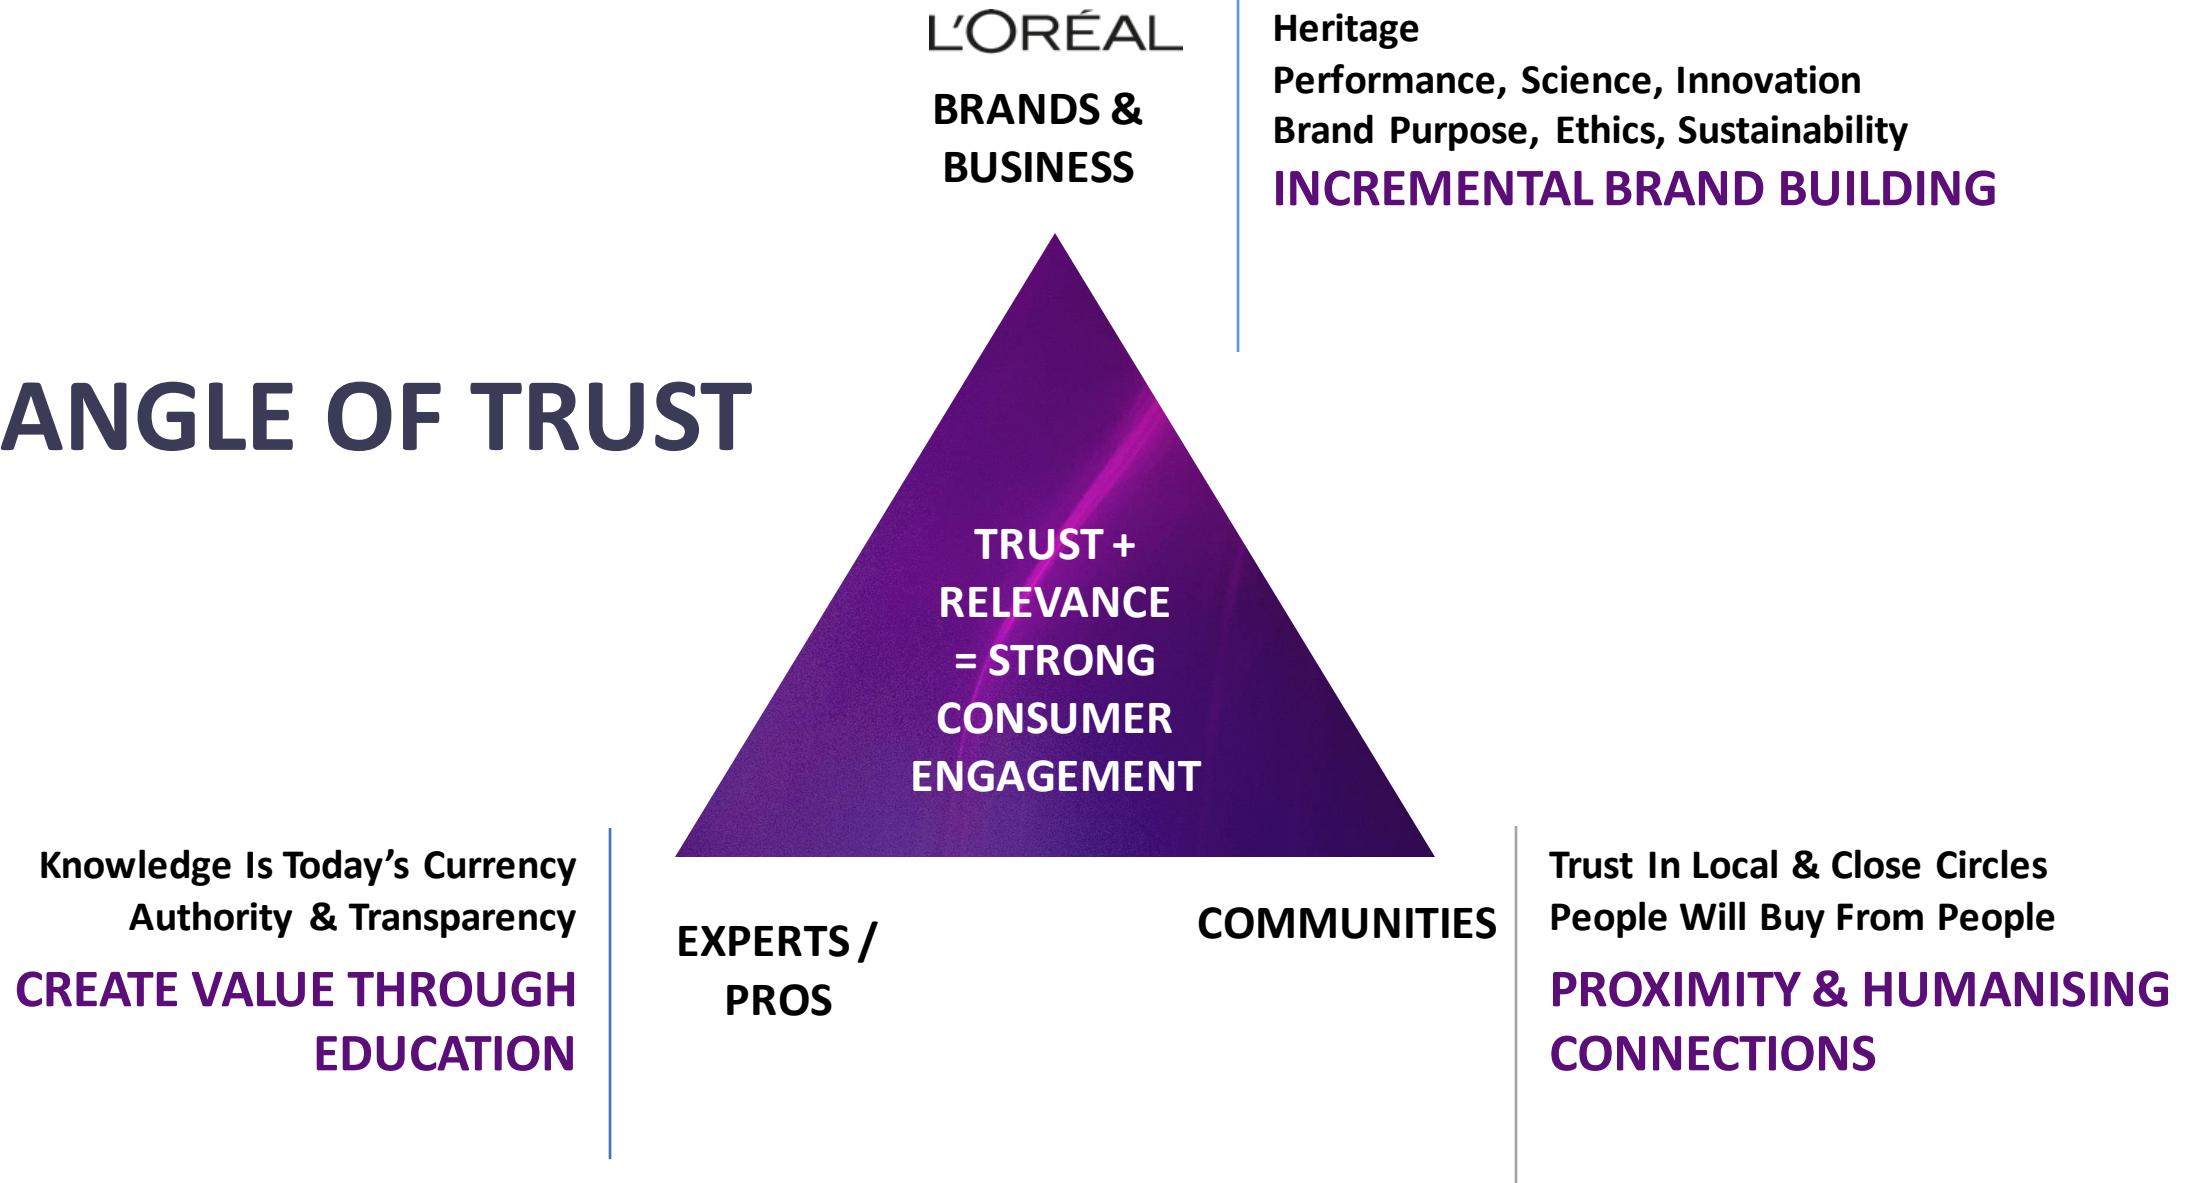 L'ORÉAL
BRANDS &
BUSINESS
Heritage
Performance, Science, Innovation
Brand Purpose, Ethics, Sustainability
INCREMENTAL BRAND BUILDING
ANGLE OF TRUST
TRUST +
RELEVANCE
= STRONG
CONSUMER
ENGAGEMENT
Knowledge Is Today’s Currency
Authority & Transparency
CREATE VALUE THROUGH
EDUCATION
EXPERTS /
PROS
COMMUNITIES
Trust In Local & Close Circles
People Will Buy From People
PROXIMITY & HUMANISING
CONNECTIONS